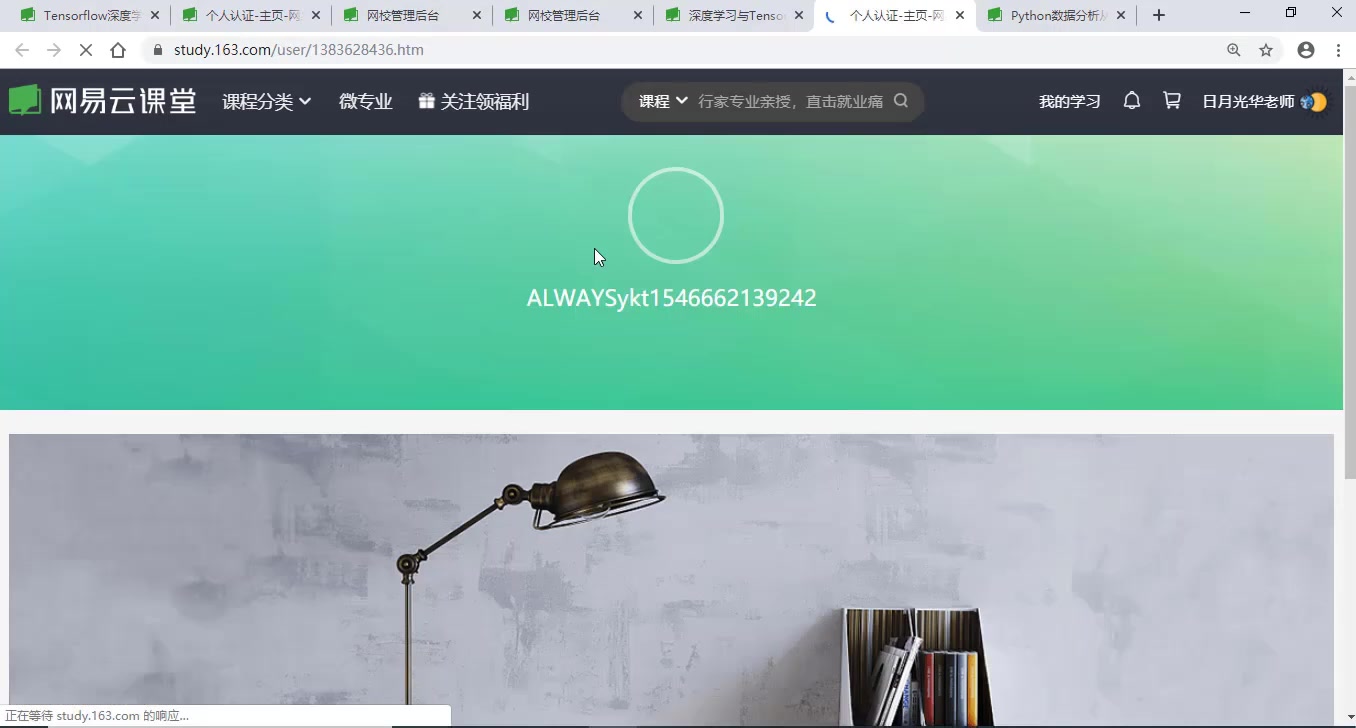 Tensorflow深度学
个人认证-主页-网
网校管理后台
网校管理后台
深度学习与Tenso
个人认证-主页-网
Python数据分析从
study.163.com/user/1383628436.htm
网易云课堂
课程分类
微专业
关注领福利
课程
行家专业亲授，直击就业痛
我的学习
日月光华老师
ALWAYSykt1546662139242
正在等待 study.163.com 的响应...